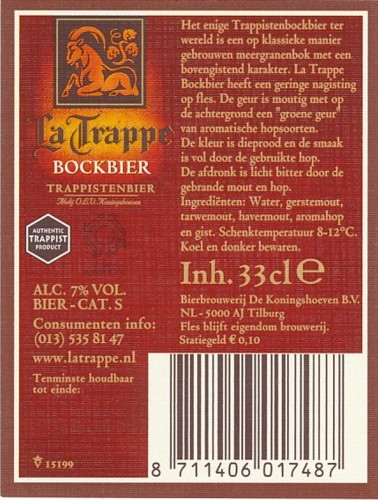 La Trappe
BOCKBIER
TRAPPISTENBIER
Abdij O.L.V. Koningshoeven
AUTHENTIC
TRAPPIST
PRODUCT
ALC. 7% VOL.
BIER - CAT. S
Consumenten info:
(013) 535 81 47
www.latrappe.nl
Tenminste houdbaar
tot einde:
15199
Het enige Trappistenbockbier ter
wereld is een op klassieke manier
gebrouwen meergranenbok met een
bovengistend karakter. La Trappe
Bockbier heeft een geringe nagisting
op fles. De geur is moutig met op
de achtergrond een "groene geur"
van aromatische hopsoorten.
De kleur is dieprood en de smaak
is vol door de gebruikte hop.
De afdronk is licht bitter door de
gebrande mout en hop.
Ingrediënten: Water, gerstemout,
tarwemout, havermout, aromahop
en gist. Schenktemperatuur 8-12°C.
Koel en donker bewaren.
Inh. 33cl e
Bierbrouwerij De Koningshoeven B.V.
NL - 5000 AJ Tilburg
Fles blijft eigendom brouwerij.
Statiegeld € 0,10
8 711406 017487